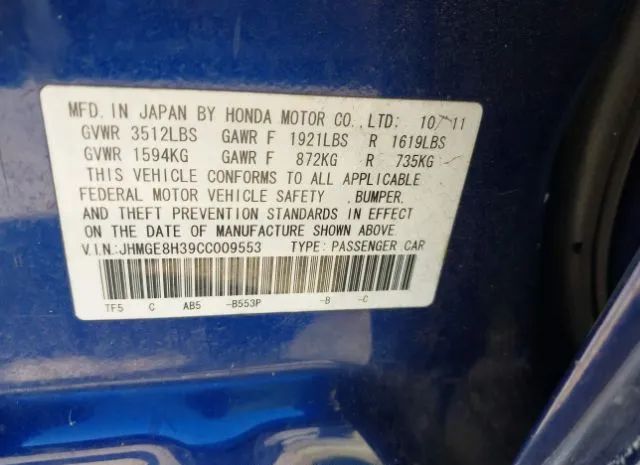 MFD. IN JAPAN BY HONDA MOTOR CO., LTD: 10/11
GVWR 3512LBS GAWR F 1921LBS R 1619LBS
GVWR 1594KG GAWR F 872KG R 735KG
THIS VEHICLE CONFORMS TO ALL APPLICABLE
FEDERAL MOTOR VEHICLE SAFETY , BUMPER,
AND THEFT PREVENTION STANDARDS IN EFFECT
ON THE DATE OF MANUFACTURE SHOWN ABOVE.
V.I.N:JHMGE8H39CC009553 TYPE: PASSENGER CAR
TF5 C AB5 -B553P -B -C